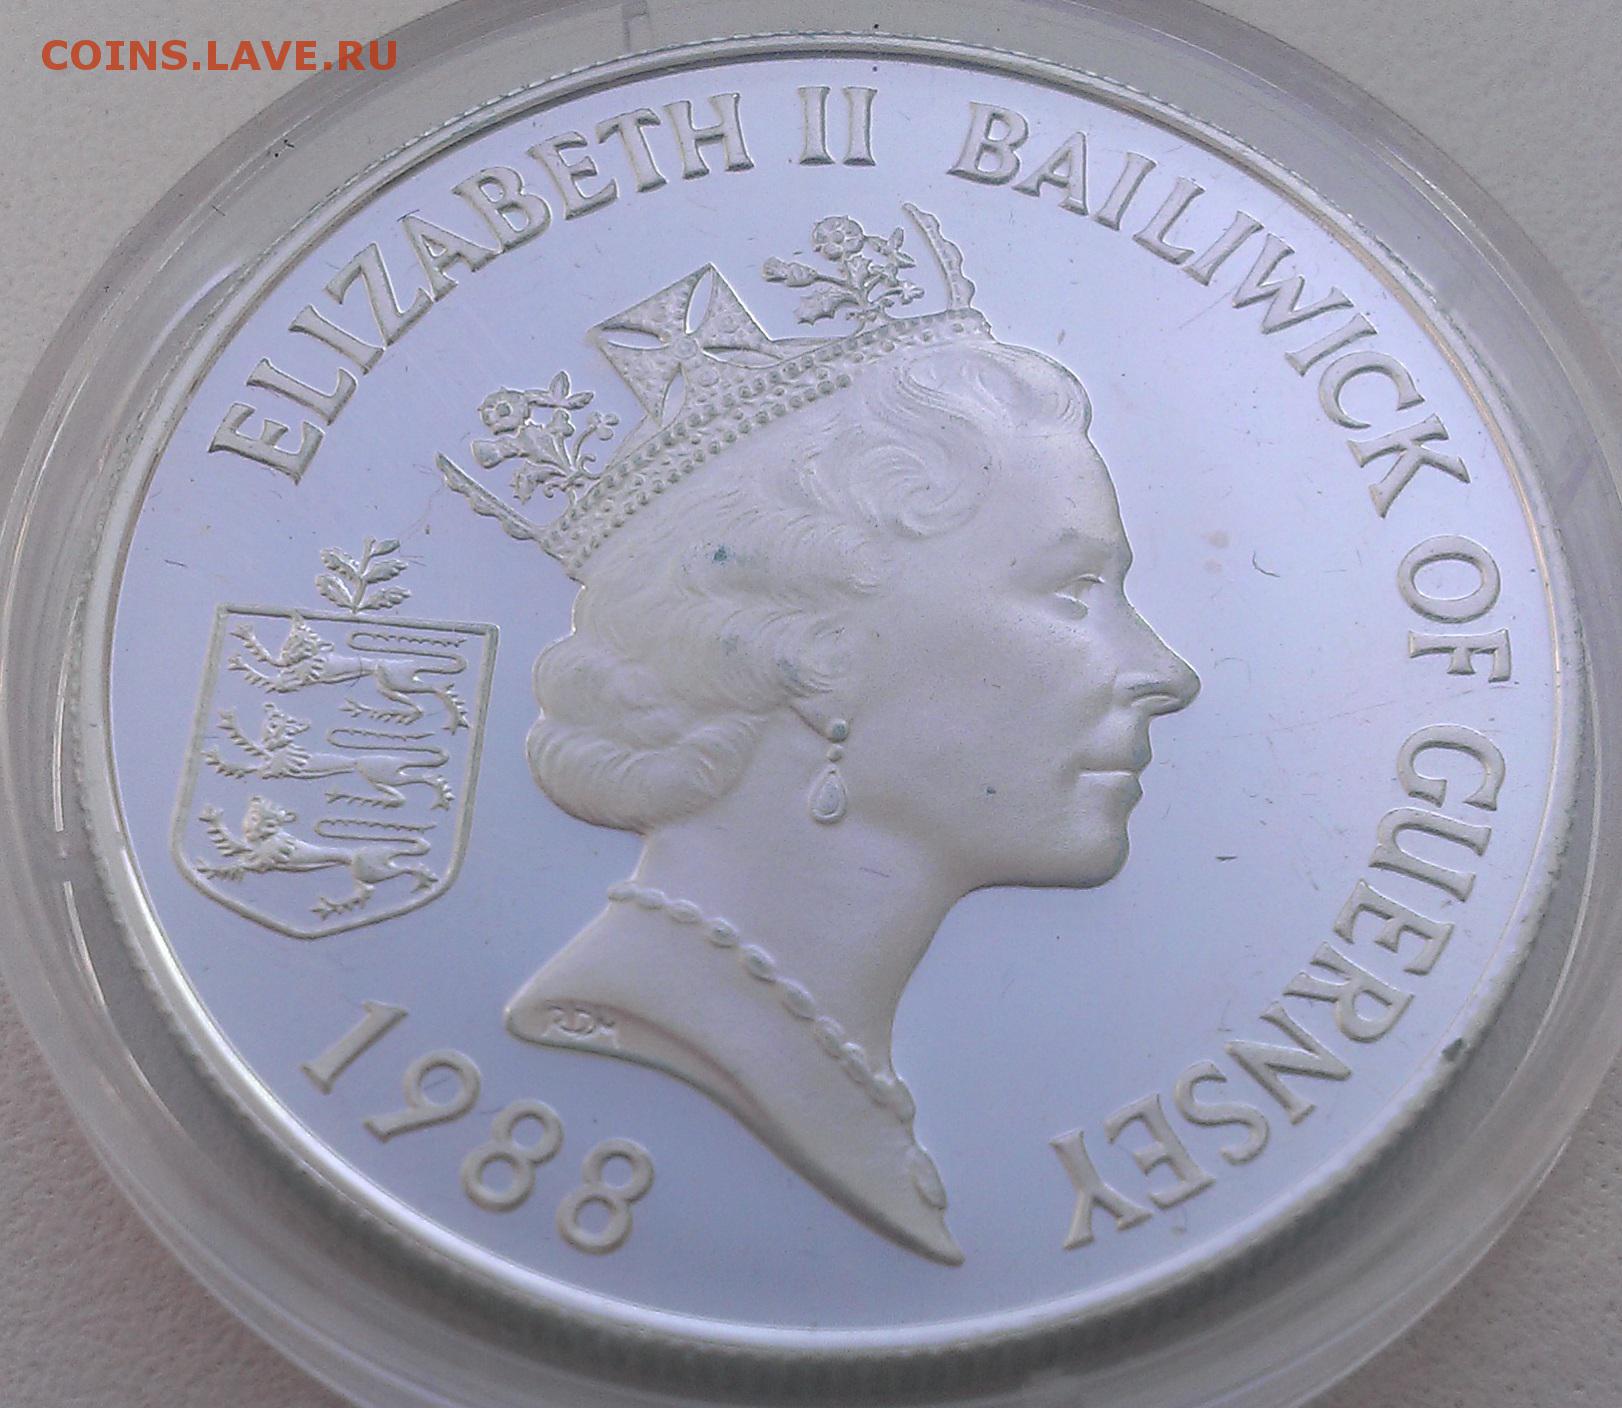 COINS.LAVE.RU
ELIZABETH II BAILIWICK OF GUERNSEY
RDM
1988